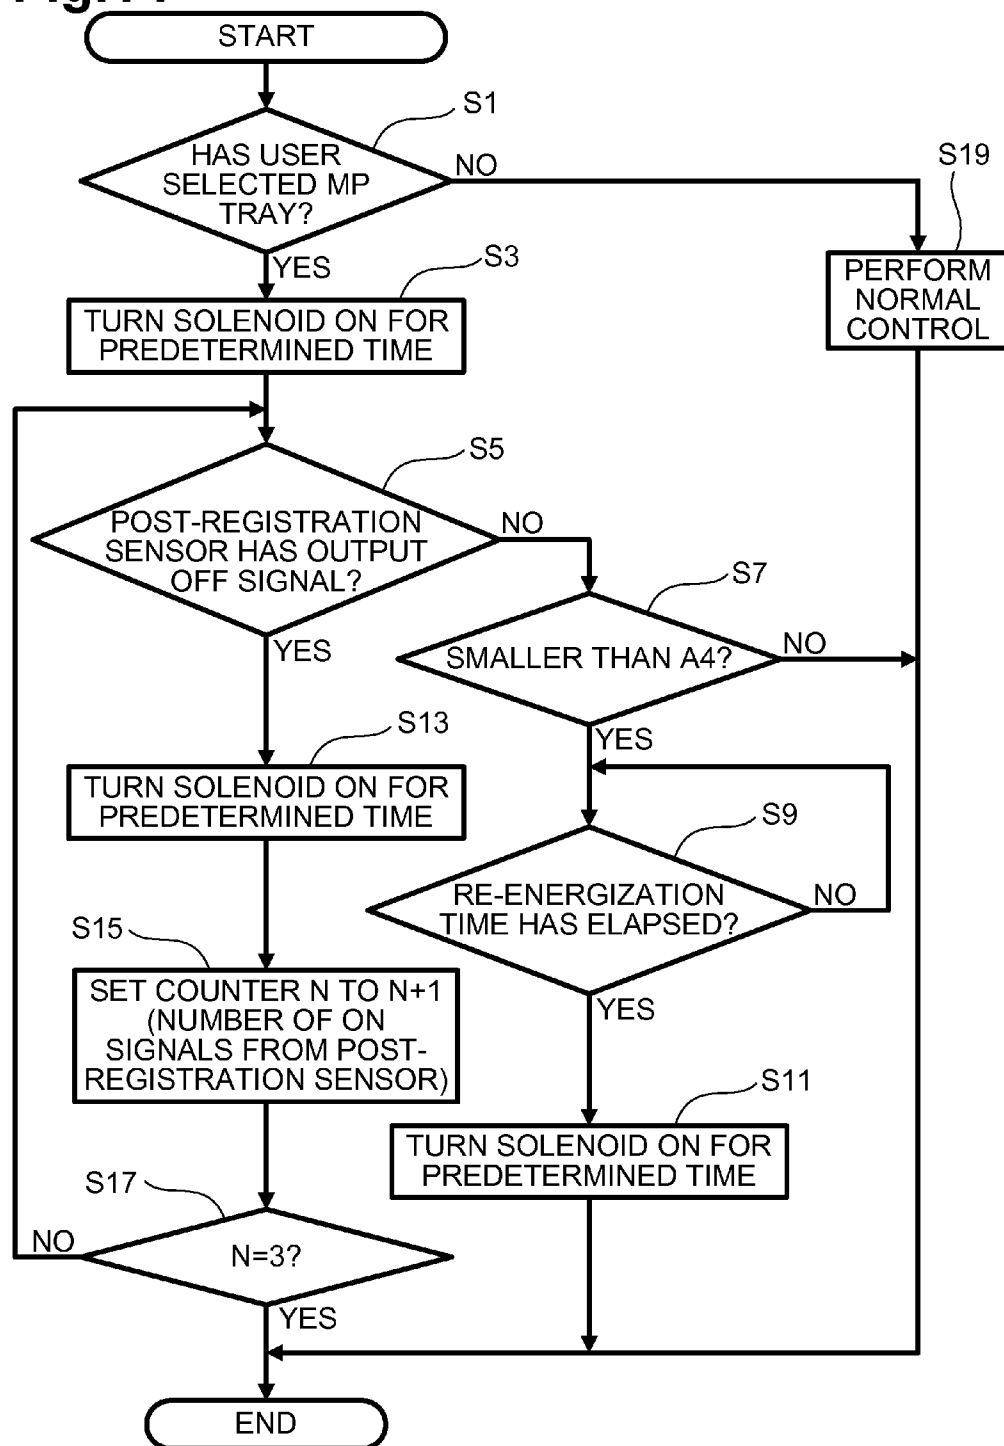 START
S1
HAS USER
SELECTED MP
TRAY?
NO
S19
YES
S3
PERFORM
NORMAL
CONTROL
TURN SOLENOID ON FOR
PREDETERMINED TIME
S5
POST-REGISTRATION
SENSOR HAS OUTPUT
OFF SIGNAL?
NO
S7
YES
SMALLER THAN A4?
NO
S13
YES
TURN SOLENOID ON FOR
PREDETERMINED TIME
S9
RE-ENERGIZATION
TIME HAS ELAPSED?
NO
S15
SET COUNTER N TO N+1
(NUMBER OF ON
SIGNALS FROM POST-
REGISTRATION SENSOR)
YES
S11
TURN SOLENOID ON FOR
PREDETERMINED TIME
S17
NO
N=3?
YES
END